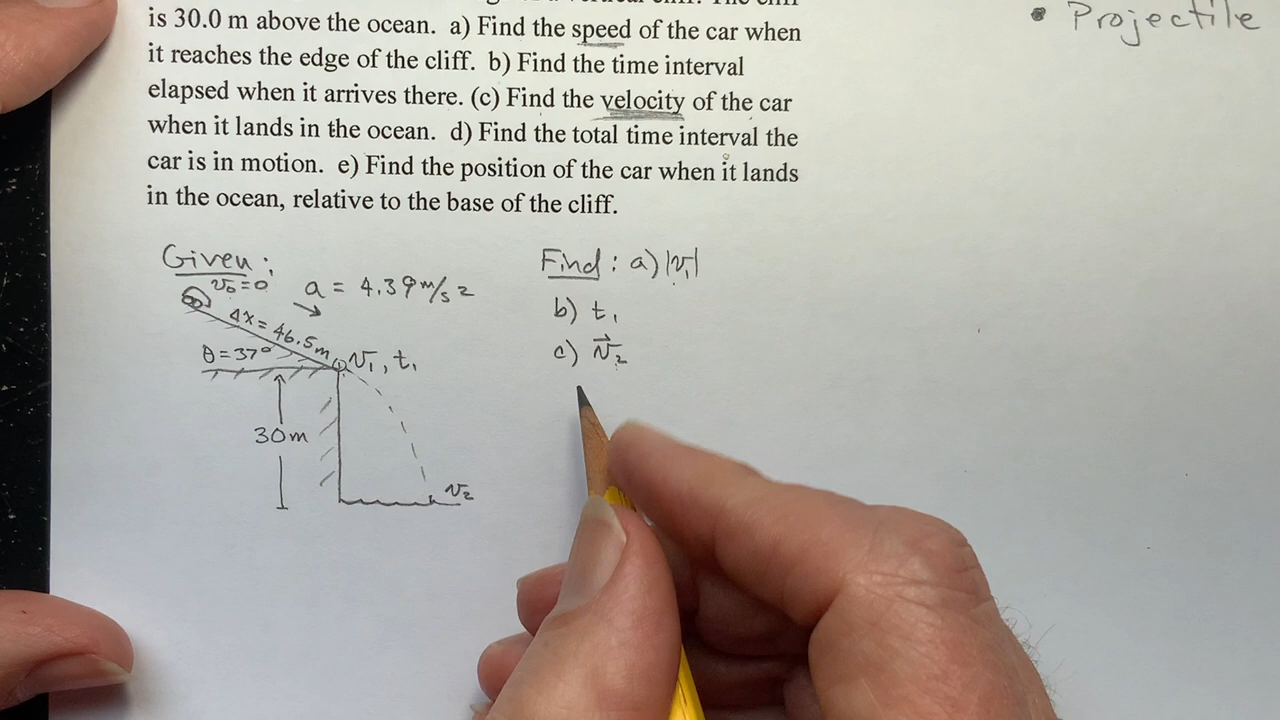 is 30.0 m above the ocean. a) Find the speed of the car when
it reaches the edge of the cliff. b) Find the time interval
elapsed when it arrives there. (c) Find the velocity of the car
when it lands in the ocean. d) Find the total time interval the
car is in motion. e) Find the position of the car when it lands
in the ocean, relative to the base of the cliff.
• Projectile
Given:
v₀=0
a = 4.39 m/s2
Δx=46.5m
θ=37°
v₁, t₁
30m
v₂
Find: a) |v₁|
b) t₁
c) v⃗₂